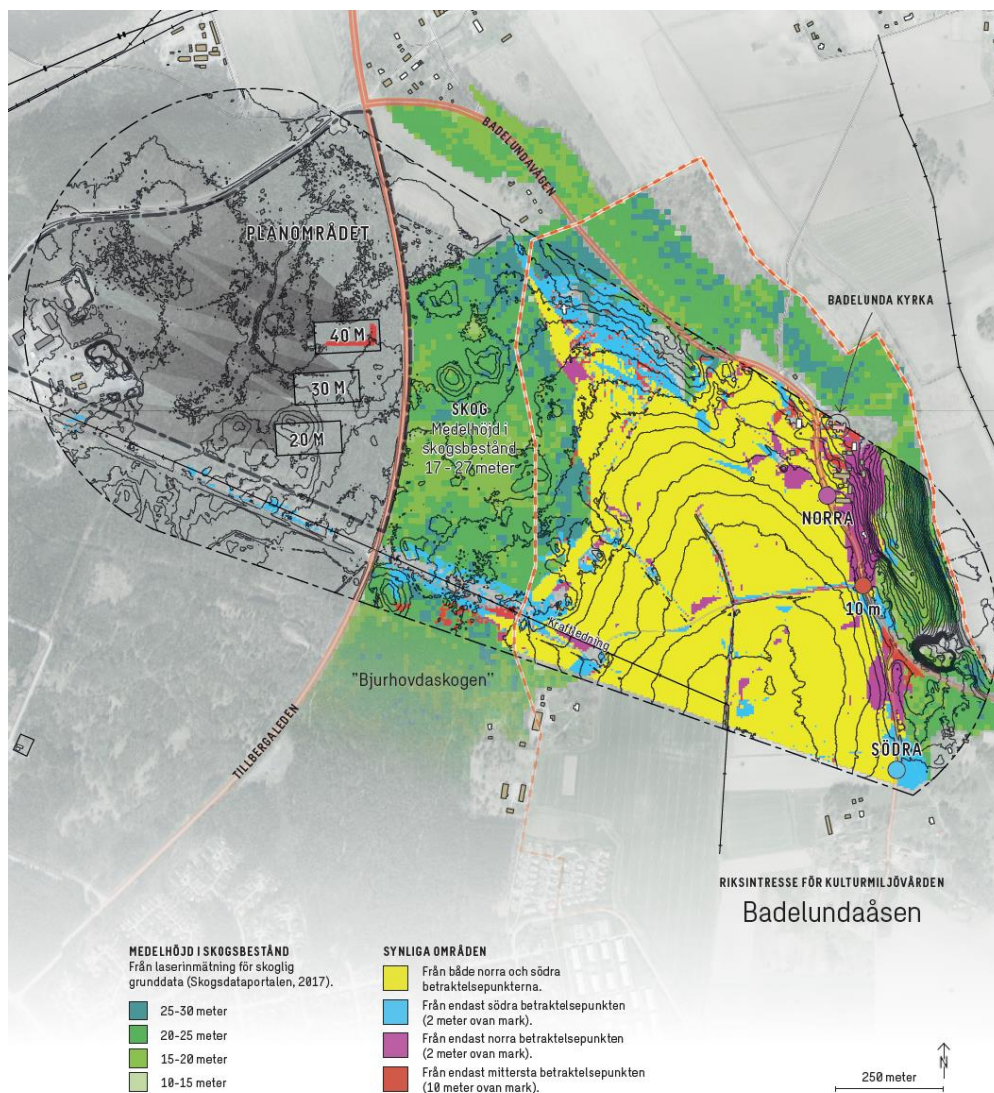 BADELUNDAVÄGEN
PLANOMRÅDET
BADELUNDA KYRKA
40 M
30 M
20 M
SKOG
Medelhöjd i
skogsbestånd
17 - 27 meter
NORRA
10 m
Kraftledning
"Bjurhovdaskogen"
TILLBERGALEDEN
SÖDRA
RIKSINTRESSE FÖR KULTURMILJÖVÅRDEN
Badelundaåsen
MEDELHÖJD I SKOGSBESTÅND
Från laserinmätning för skoglig
grunddata (Skogsdataportalen, 2017).
25-30 meter
20-25 meter
15-20 meter
10-15 meter
SYNLIGA OMRÅDEN
Från både norra och södra
betraktelsepunkterna.
Från endast södra betraktelsepunkten
(2 meter ovan mark).
Från endast norra betraktelsepunkten
(2 meter ovan mark).
Från endast mittersta betraktelsepunkten
(10 meter ovan mark).
N
250 meter